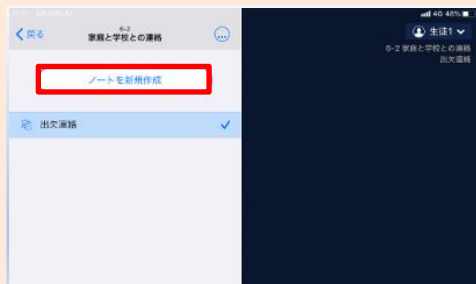 4G 48%
戻る
6-2
家庭と学校との連絡
生徒1
6-2 家庭と学校との連絡
出欠連絡
ノートを新規作成
出欠連絡